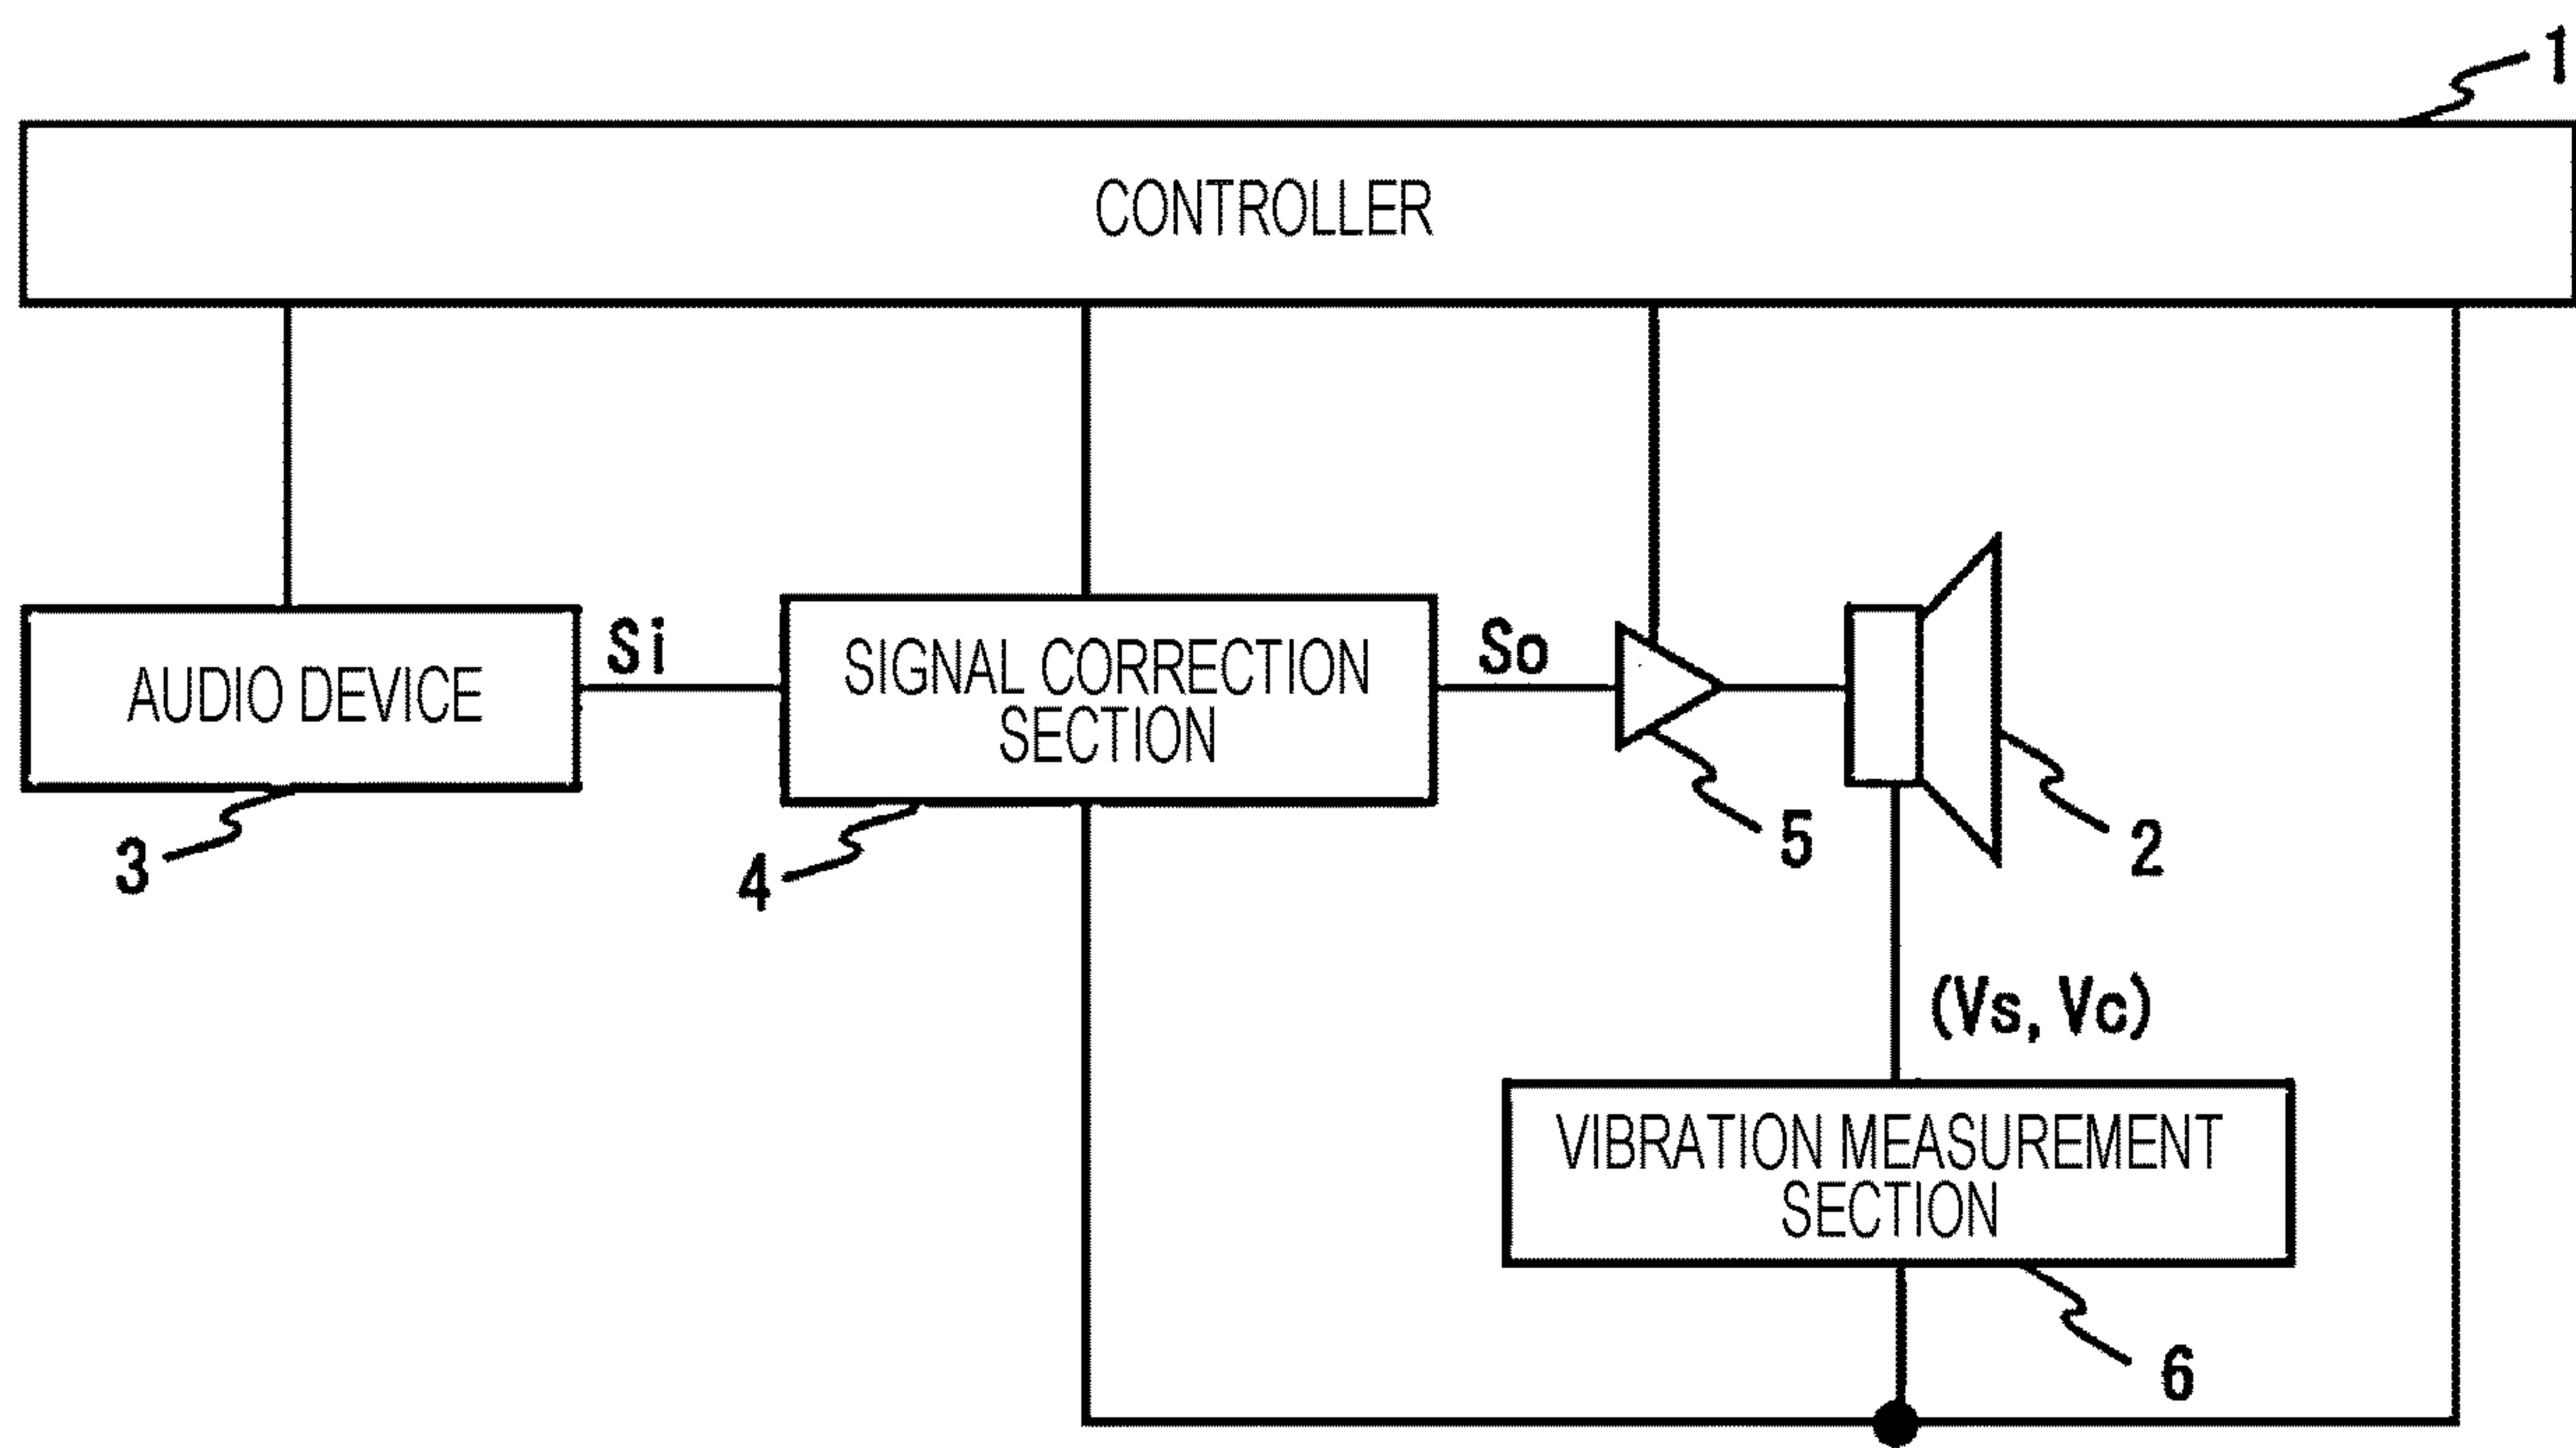 1
CONTROLLER
AUDIO DEVICE
Si
SIGNAL CORRECTION
SECTION
So
3
4
5
2
(Vs, Vc)
VIBRATION MEASUREMENT
SECTION
6